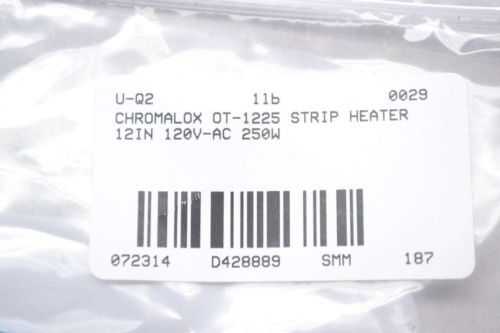 U-Q2 1lb 0029
CHROMALOX OT-1225 STRIP HEATER
12IN 120V-AC 250W
072314 D428889 SMM 187